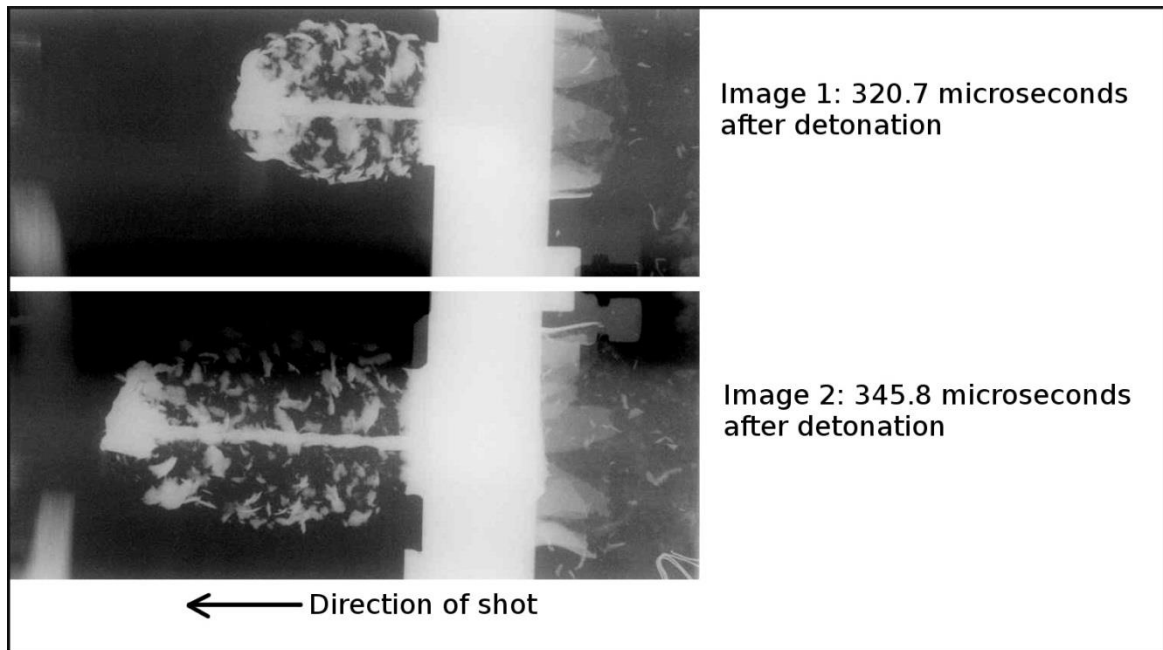 Image 1: 320.7 microseconds
after detonation
Image 2: 345.8 microseconds
after detonation
Direction of shot